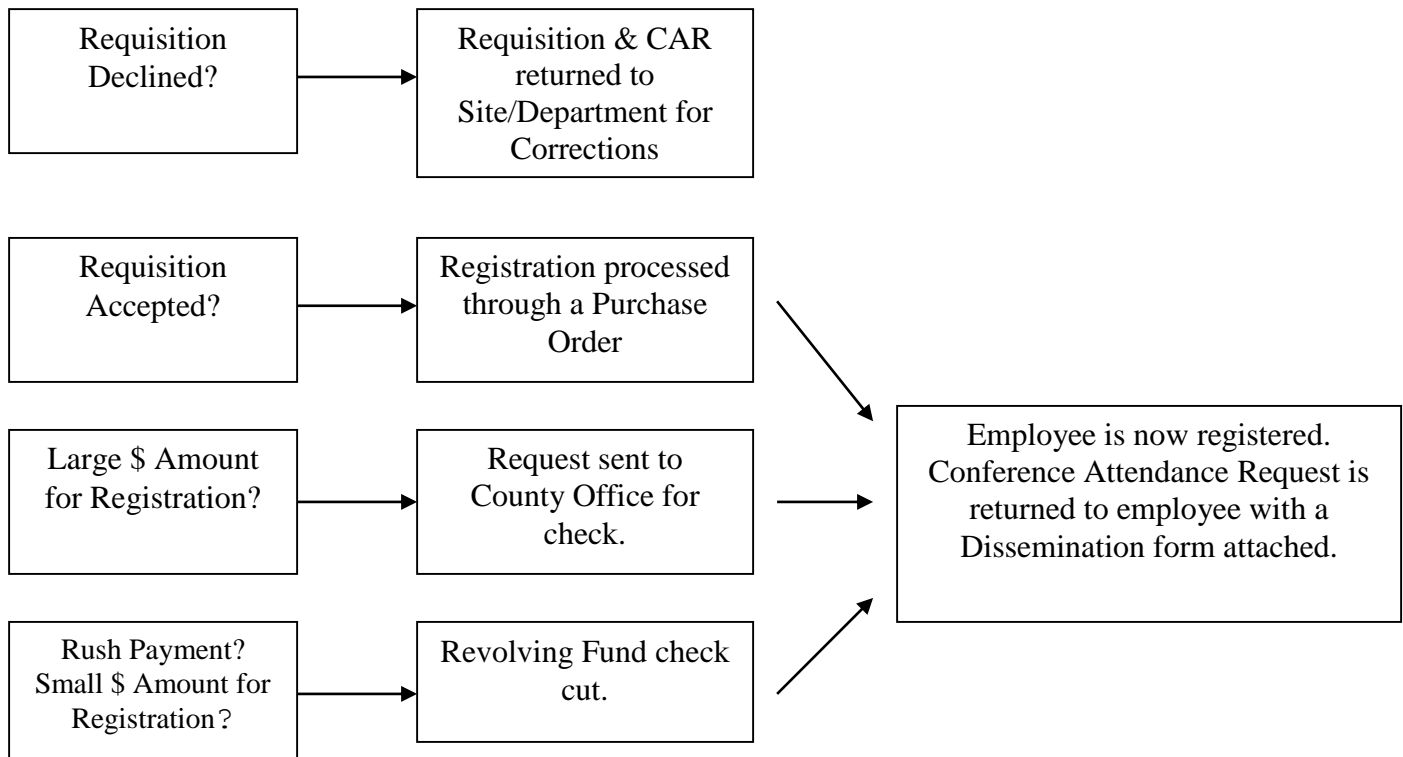 Requisition
Declined?
Requisition & CAR
returned to
Site/Department for
Corrections
Requisition
Accepted?
Registration processed
through a Purchase
Order
Large $ Amount
for Registration?
Request sent to
County Office for
check.
Employee is now registered.
Conference Attendance Request is
returned to employee with a
Dissemination form attached.
Rush Payment?
Small $ Amount for
Registration?
Revolving Fund check
cut.